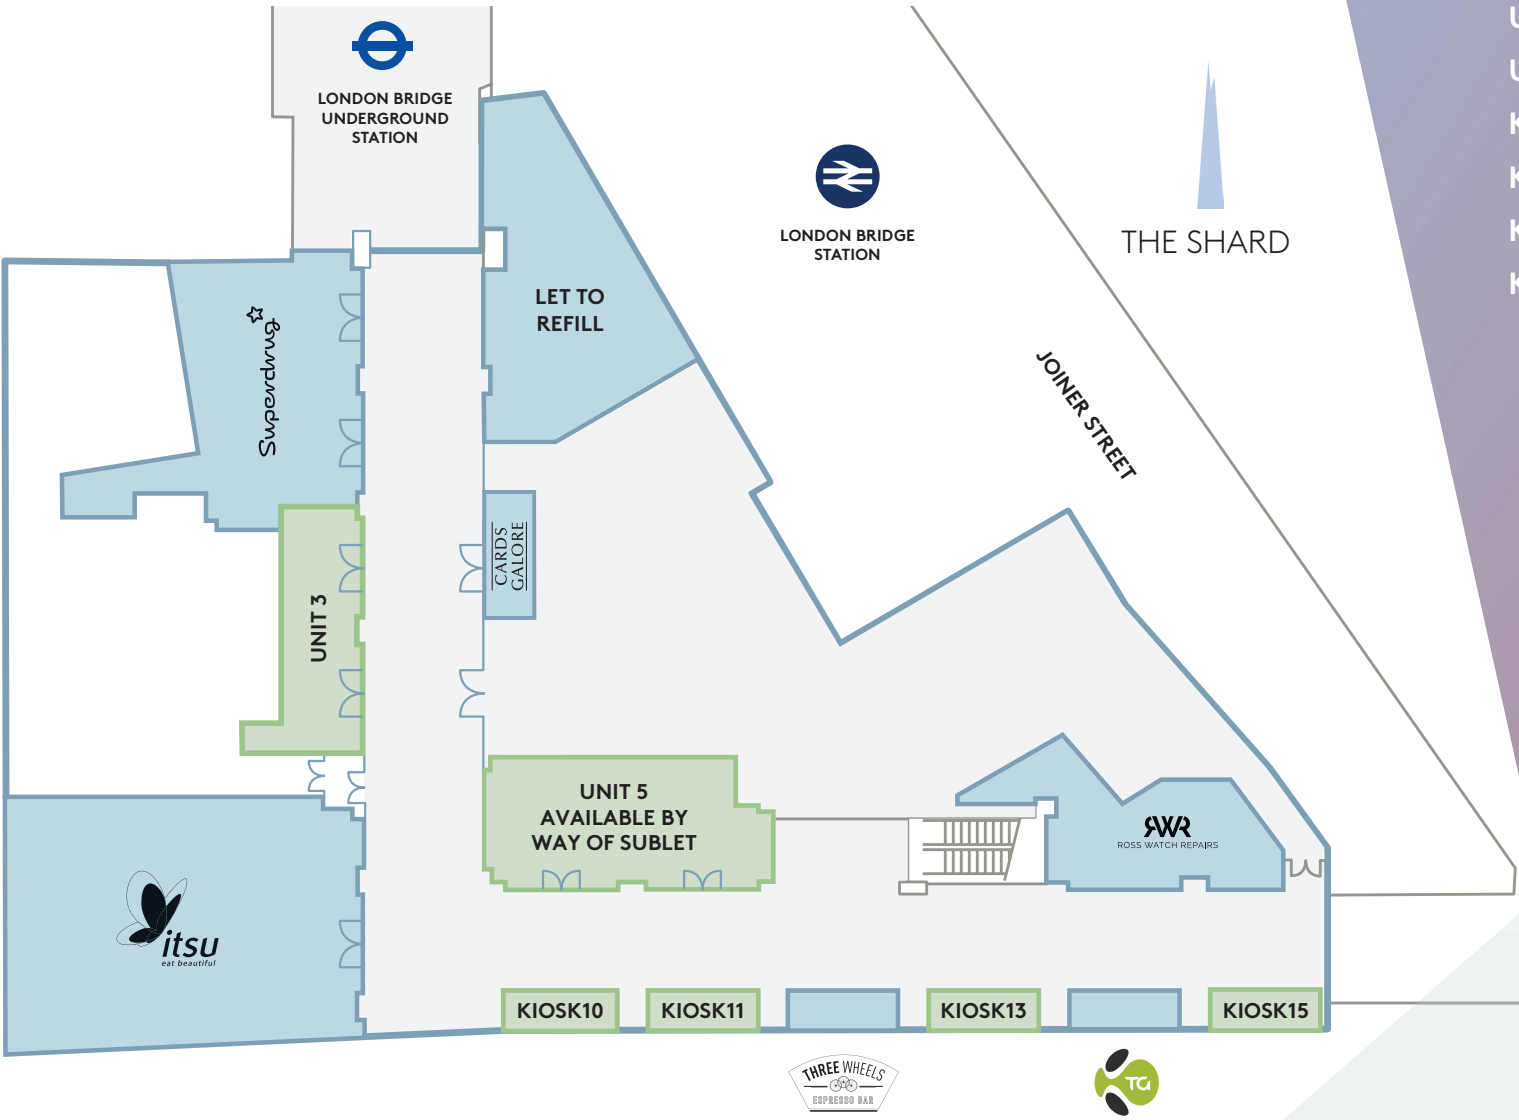 LONDON BRIDGE
UNDERGROUND
STATION
LONDON BRIDGE
STATION
THE SHARD
JOINER STREET
LET TO
REFILL
Superdrug
CARDS
GALORE
UNIT 3
UNIT 5
AVAILABLE BY
WAY OF SUBLET
RWR
ROSS WATCH REPAIRS
itsu
eat beautiful
KIOSK10
KIOSK11
KIOSK13
KIOSK15
THREE WHEELS
ESPRESSO BAR
TG
U
U
K
K
K
K